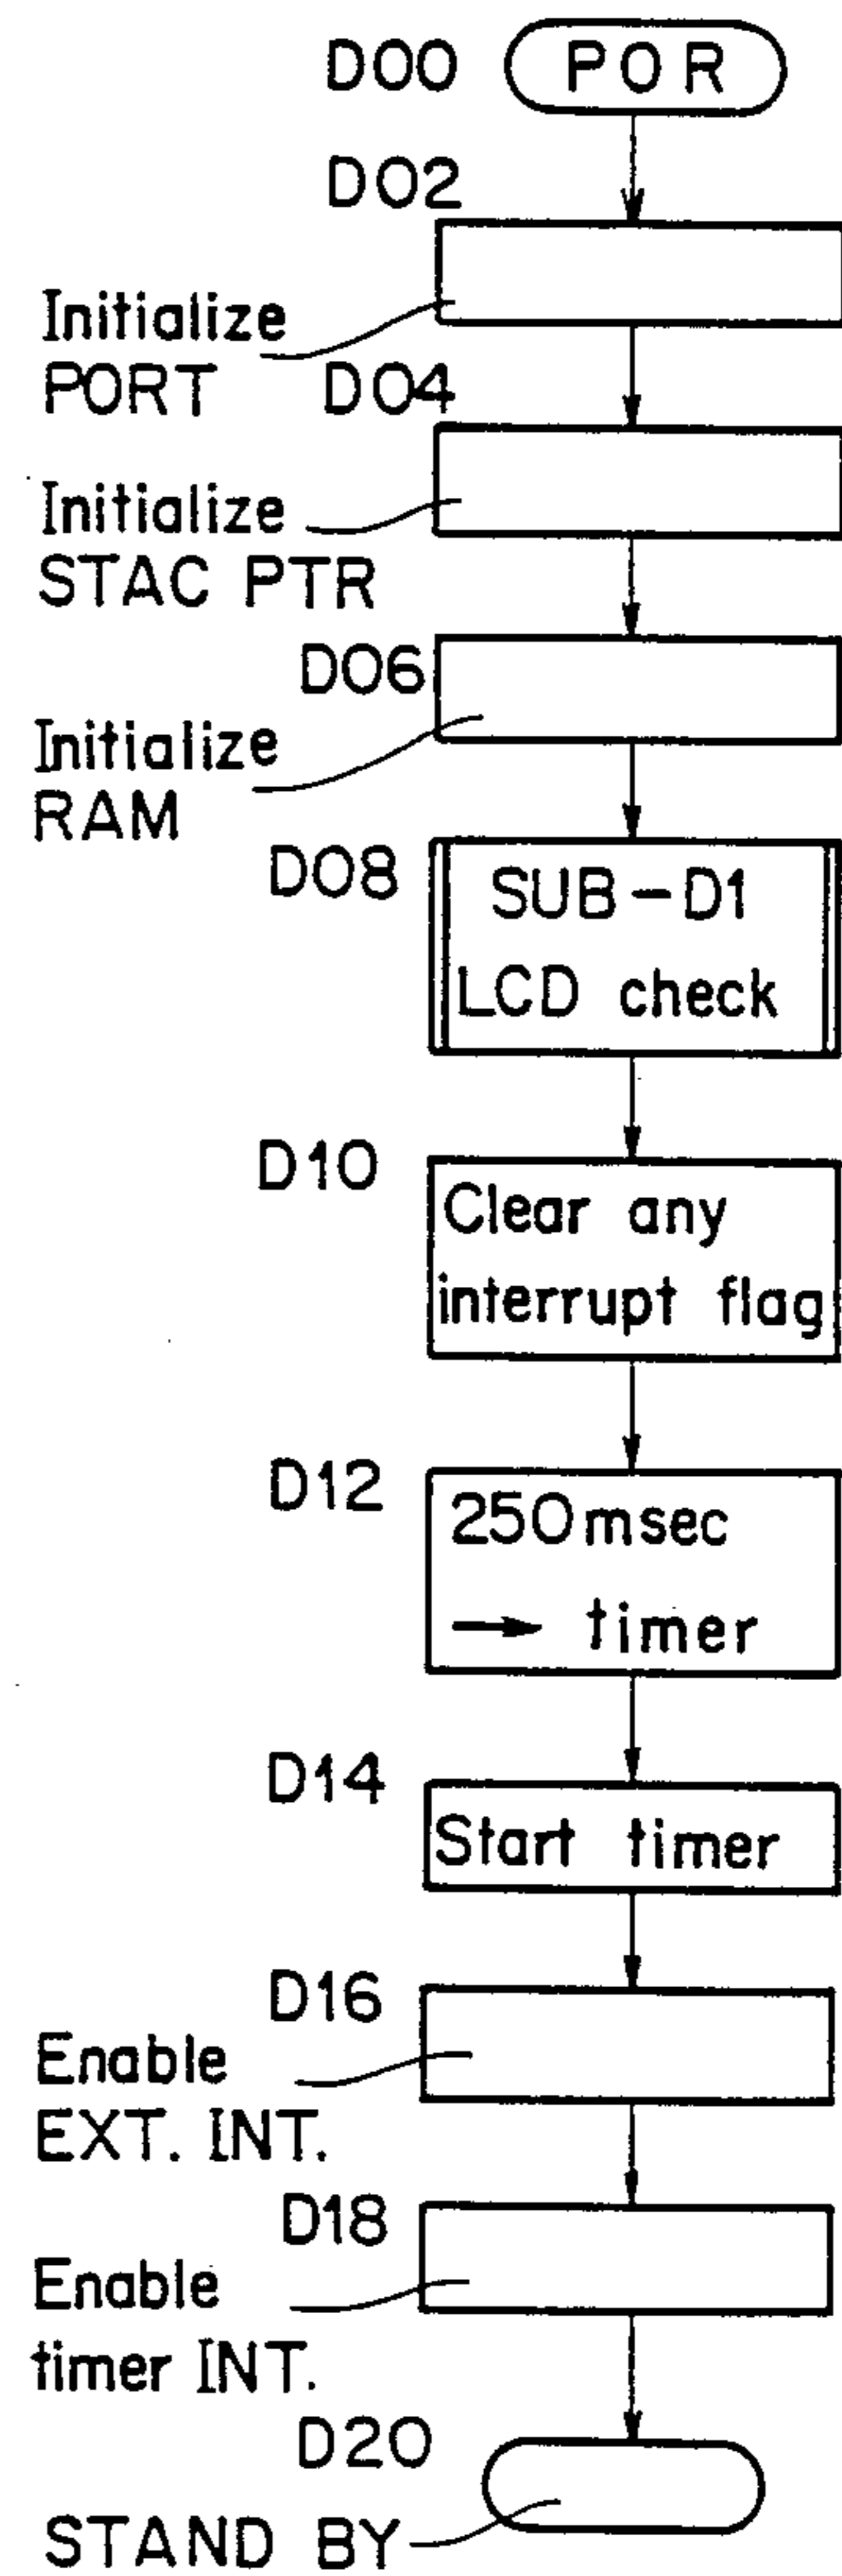 D00 POR
D02
Initialize
PORT
D04
Initialize
STAC PTR
D06
Initialize
RAM
D08
SUB-D1
LCD check
D10
Clear any
interrupt flag
D12
250msec
→ timer
D14
Start timer
D16
Enable
EXT. INT.
D18
Enable
timer INT.
D20
STAND BY